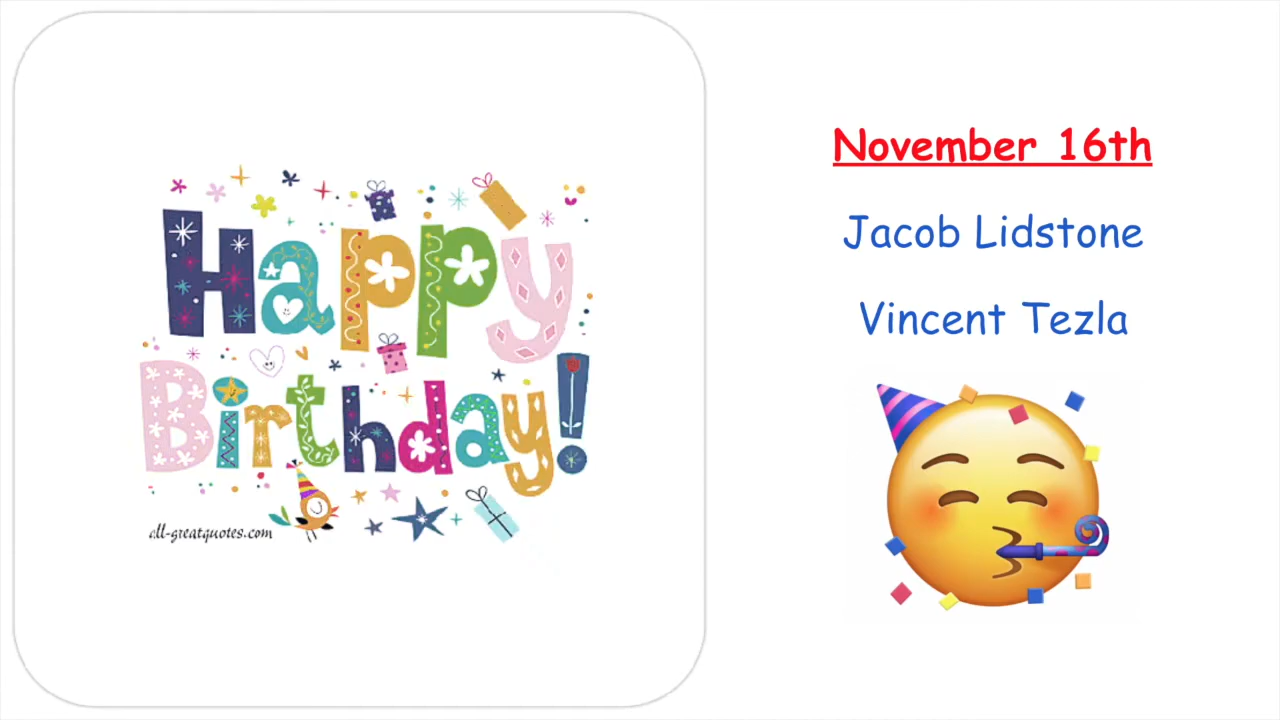 Happy
Birthday!
all-greatquotes.com
November 16th
Jacob Lidstone
Vincent Tezla